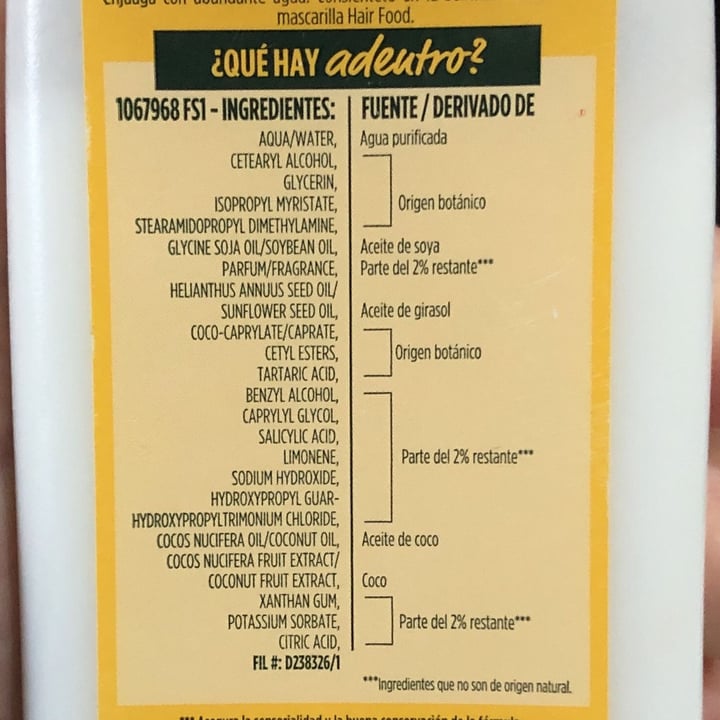 mascarilla Hair Food.
¿QUÉ HAY adentro?
1067968 FS1 - INGREDIENTES: FUENTE / DERIVADO DE
AQUA/WATER, Agua purificada
CETEARYL ALCOHOL,
GLYCERIN,
ISOPROPYL MYRISTATE, Origen botánico
STEARAMIDOPROPYL DIMETHYLAMINE,
GLYCINE SOJA OIL/SOYBEAN OIL, Aceite de soya
PARFUM/FRAGRANCE, Parte del 2% restante***
HELIANTHUS ANNUUS SEED OIL/
SUNFLOWER SEED OIL, Aceite de girasol
COCO-CAPRYLATE/CAPRATE,
CETYL ESTERS, Origen botánico
TARTARIC ACID,
BENZYL ALCOHOL,
CAPRYLYL GLYCOL,
SALICYLIC ACID,
LIMONENE, Parte del 2% restante***
SODIUM HYDROXIDE,
HYDROXYPROPYL GUAR-
HYDROXYPROPYLTRIMONIUM CHLORIDE,
COCOS NUCIFERA OIL/COCONUT OIL, Aceite de coco
COCOS NUCIFERA FRUIT EXTRACT/
COCONUT FRUIT EXTRACT, Coco
XANTHAN GUM,
POTASSIUM SORBATE, Parte del 2% restante***
CITRIC ACID,
FIL #: D238326/1
***Ingredientes que no son de origen natural.